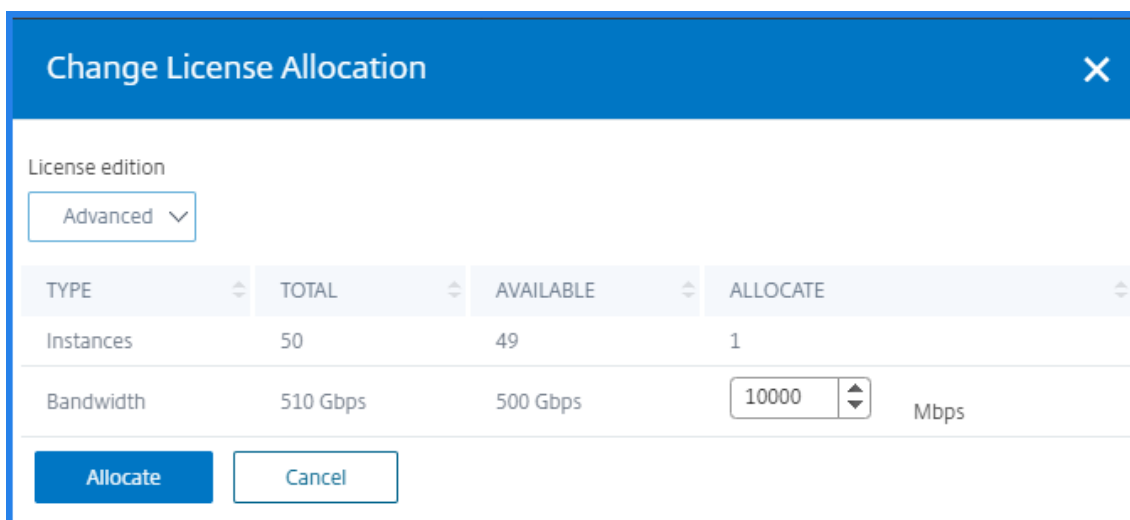 Change License Allocation
License edition
Advanced
TYPE TOTAL AVAILABLE ALLOCATE
Instances 50 49 1
Bandwidth 510 Gbps 500 Gbps 10000 Mbps
Allocate Cancel